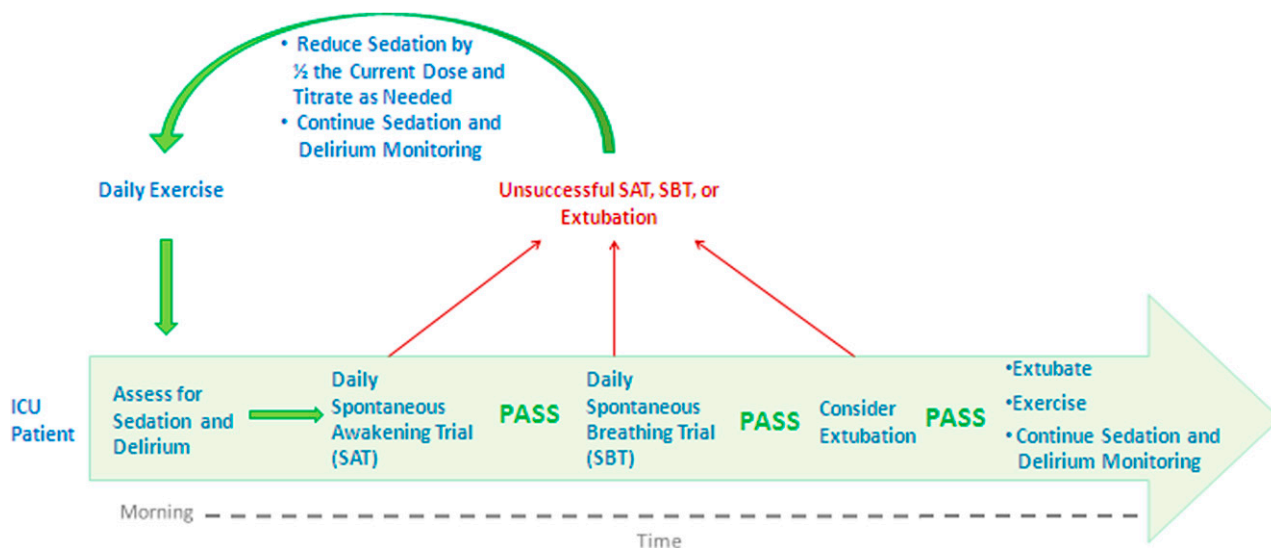 • Reduce Sedation by
½ the Current Dose and
Titrate as Needed
• Continue Sedation and
Delirium Monitoring
Daily Exercise
Unsuccessful SAT, SBT, or
Extubation
ICU
Patient
Assess for
Sedation and
Delirium
Daily
Spontaneous
Awakening Trial
(SAT)
PASS
Daily
Spontaneous
Breathing Trial
(SBT)
PASS
Consider
Extubation
PASS
•Extubate
•Exercise
•Continue Sedation and
Delirium Monitoring
Morning
Time